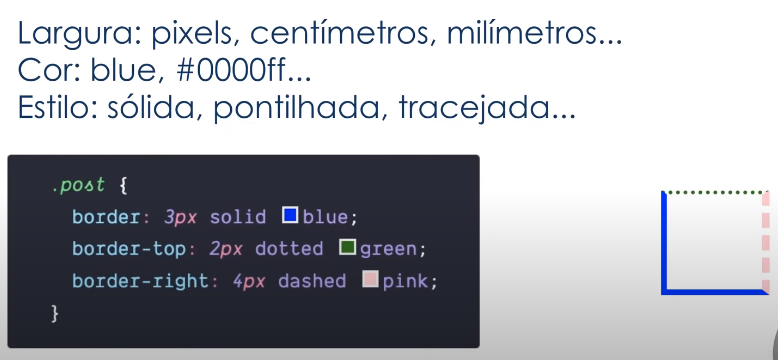 Largura: pixels, centímetros, milímetros...
Cor: blue, #0000ff...
Estilo: sólida, pontilhada, tracejada...
.post {
border: 3px solid blue;
border-top: 2px dotted green;
border-right: 4px dashed pink;
}